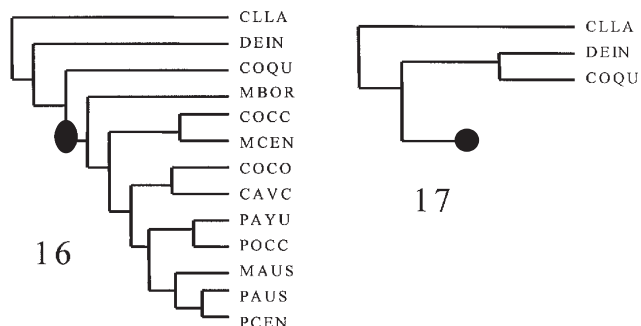 CLLA
DEIN
COQU
MBOR
COCC
MCEN
COCO
CAVC
PAYU
POCC
MAUS
PAUS
PCEN
16
CLLA
DEIN
COQU
17